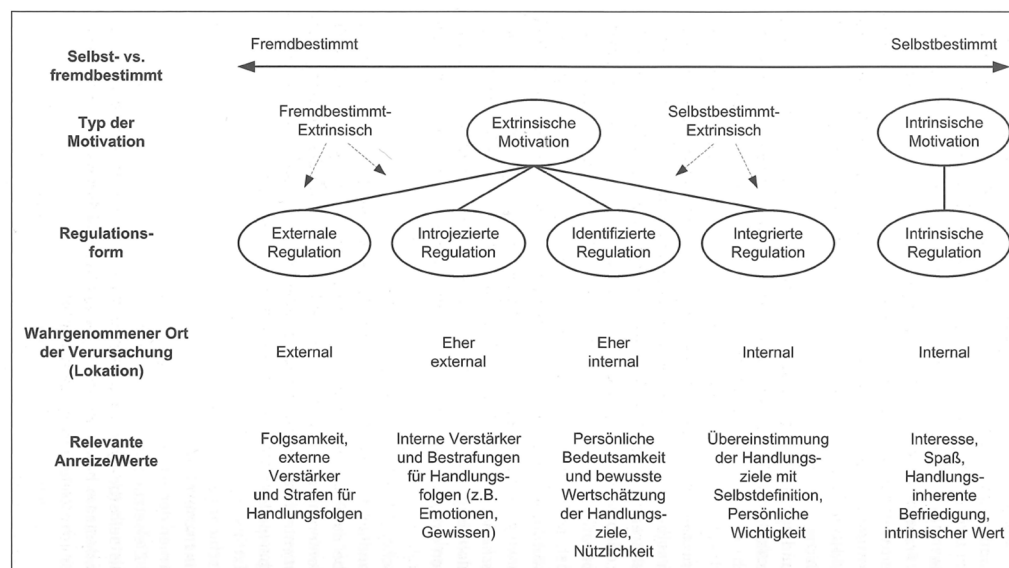 Selbst- vs.
fremdbestimmt
Fremdbestimmt
Selbstbestimmt
Typ der
Motivation
Fremdbestimmt-
Extrinsisch
Extrinsische
Motivation
Selbstbestimmt-
Extrinsisch
Intrinsische
Motivation
Regulations-
form
Externale
Regulation
Introjezierte
Regulation
Identifizierte
Regulation
Integrierte
Regulation
Intrinsische
Regulation
Wahrgenommener Ort
der Verursachung
(Lokation)
External
Eher
external
Eher
internal
Internal
Internal
Relevante
Anreize/Werte
Folgsamkeit,
externe
Verstärker
und Strafen für
Handlungsfolgen
Interne Verstärker
und Bestrafungen
für Handlungs-
folgen (z.B.
Emotionen,
Gewissen)
Persönliche
Bedeutsamkeit
und bewusste
Wertschätzung
der Handlungs-
ziele,
Nützlichkeit
Übereinstimmung
der Handlungs-
ziele mit
Selbstdefinition,
Persönliche
Wichtigkeit
Interesse,
Spaß,
Handlungs-
inherente
Befriedigung,
intrinsischer Wert